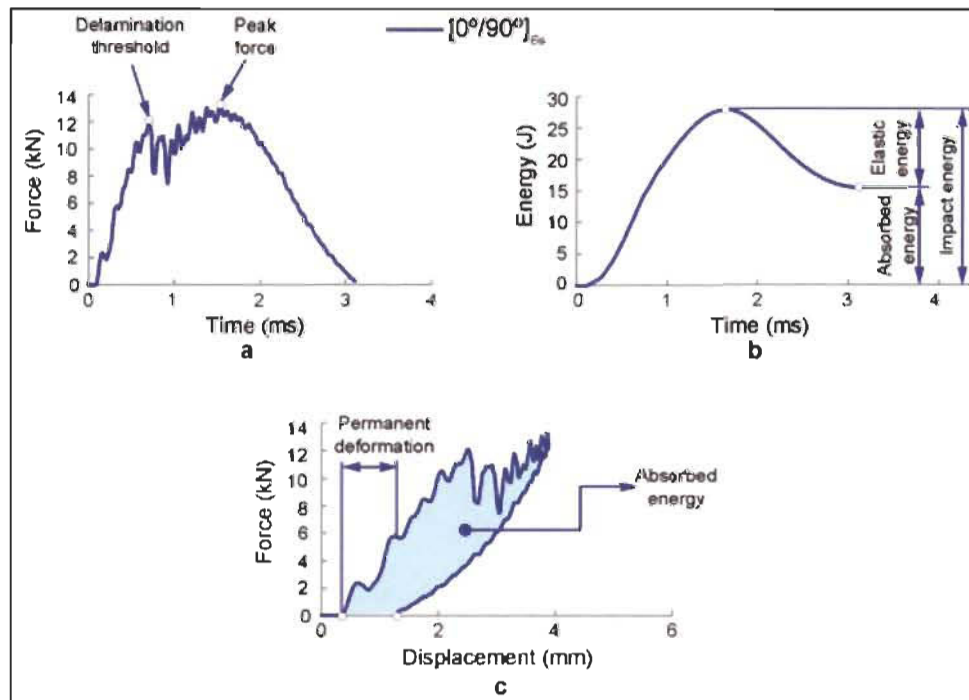 Delamination
threshold
Peak
force
[0°/90°]
14
12
10
8
6
4
2
0
Force (kN)
0 1 2 3 4
Time (ms)
a
30
25
20
15
10
5
0
Energy (J)
Elastic
energy
Absorbed
energy
Impact energy
0 1 2 3 4
Time (ms)
b
Permanent
deformation
14
12
10
8
6
4
2
0
Force (kN)
Absorbed
energy
0 2 4 6
Displacement (mm)
c